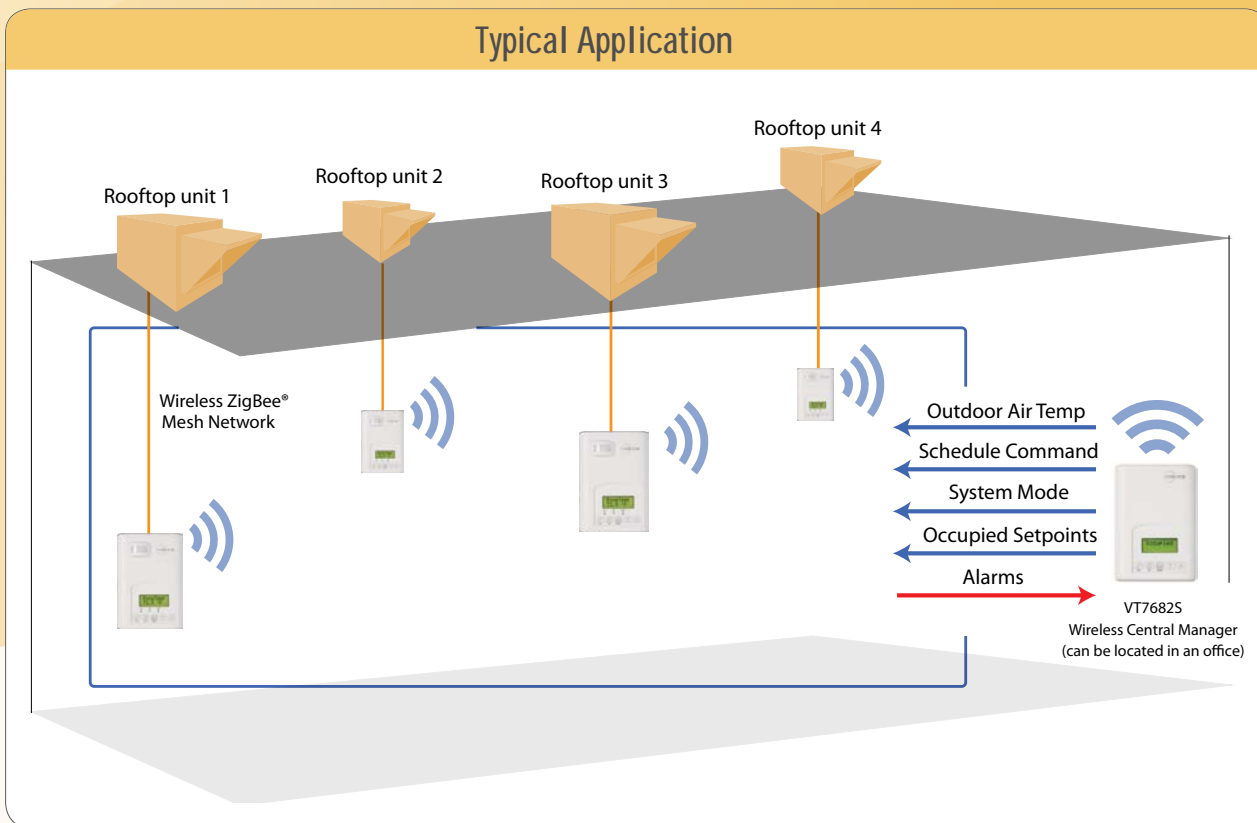 Typical Application
Rooftop unit 4
Rooftop unit 2
Rooftop unit 3
Rooftop unit 1
Wireless ZigBee®
Mesh Network
Outdoor Air Temp
Schedule Command
System Mode
Occupied Setpoints
Alarms
VT7682S
Wireless Central Manager
(can be located in an office)